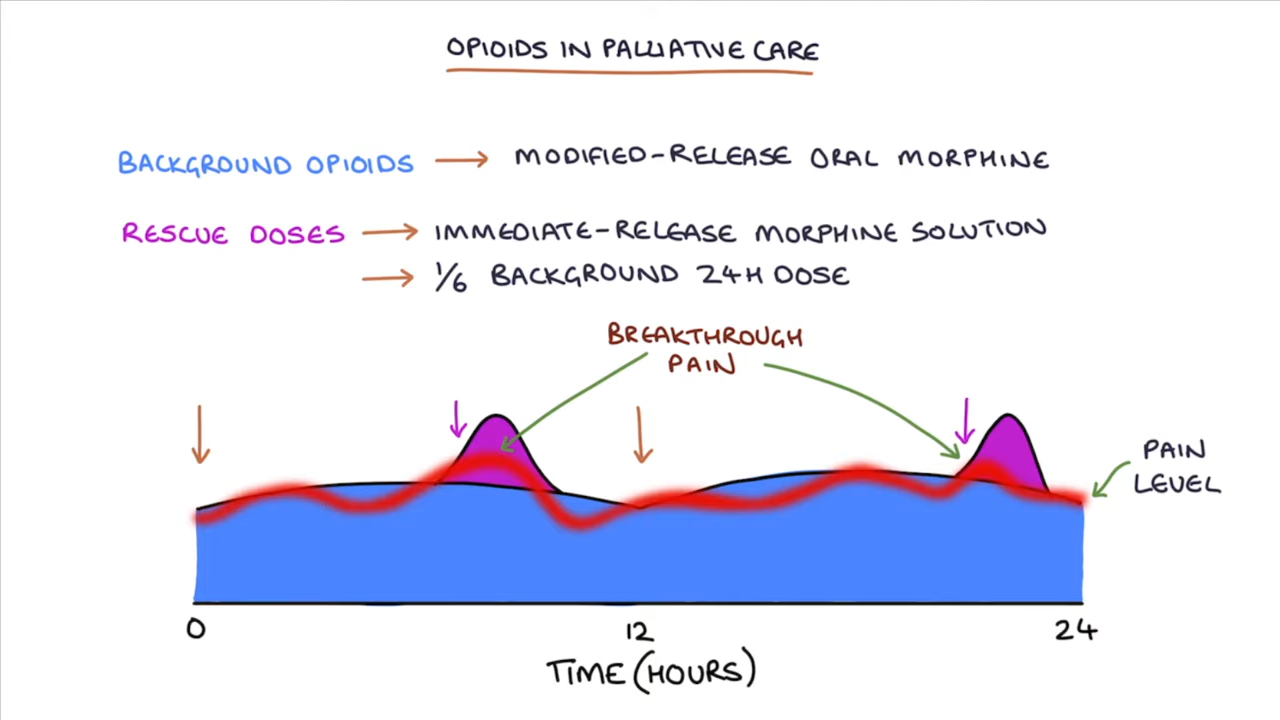 OPIOIDS IN PALLIATIVE CARE
BACKGROUND OPIOIDS → MODIFIED-RELEASE ORAL MORPHINE
RESCUE DOSES → IMMEDIATE-RELEASE MORPHINE SOLUTION
→ 1/6 BACKGROUND 24H DOSE
BREAKTHROUGH
PAIN
PAIN
LEVEL
0 12 24
TIME (HOURS)